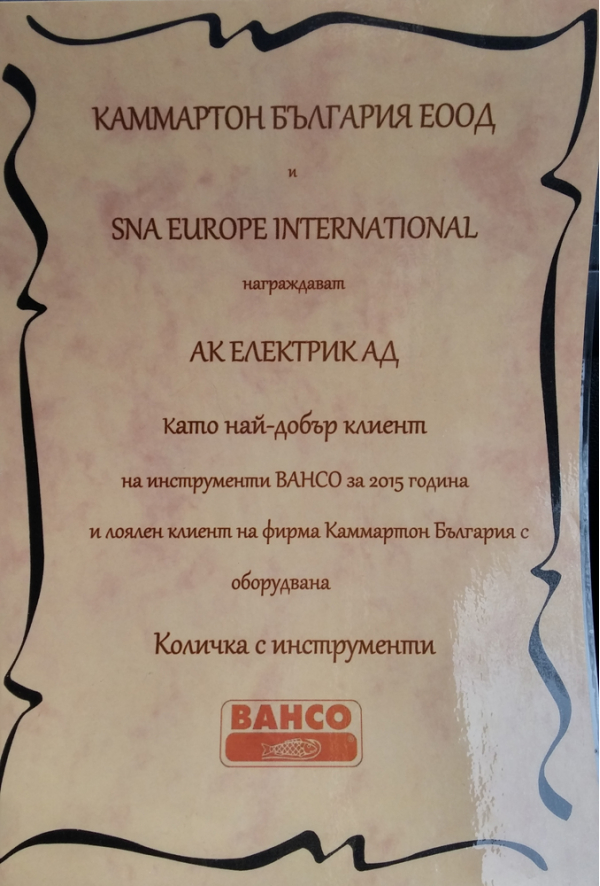 КАММАРТОН БЪЛГАРИЯ ЕООД
и
SNA EUROPE INTERNATIONAL
награждават
АК ЕЛЕКТРИК АД
Като най-добър клиент
на инструменти BAHCO за 2015 година
и лоялен клиент на фирма Каммартон България с
оборудвана
Количка с инструменти
BAHCO